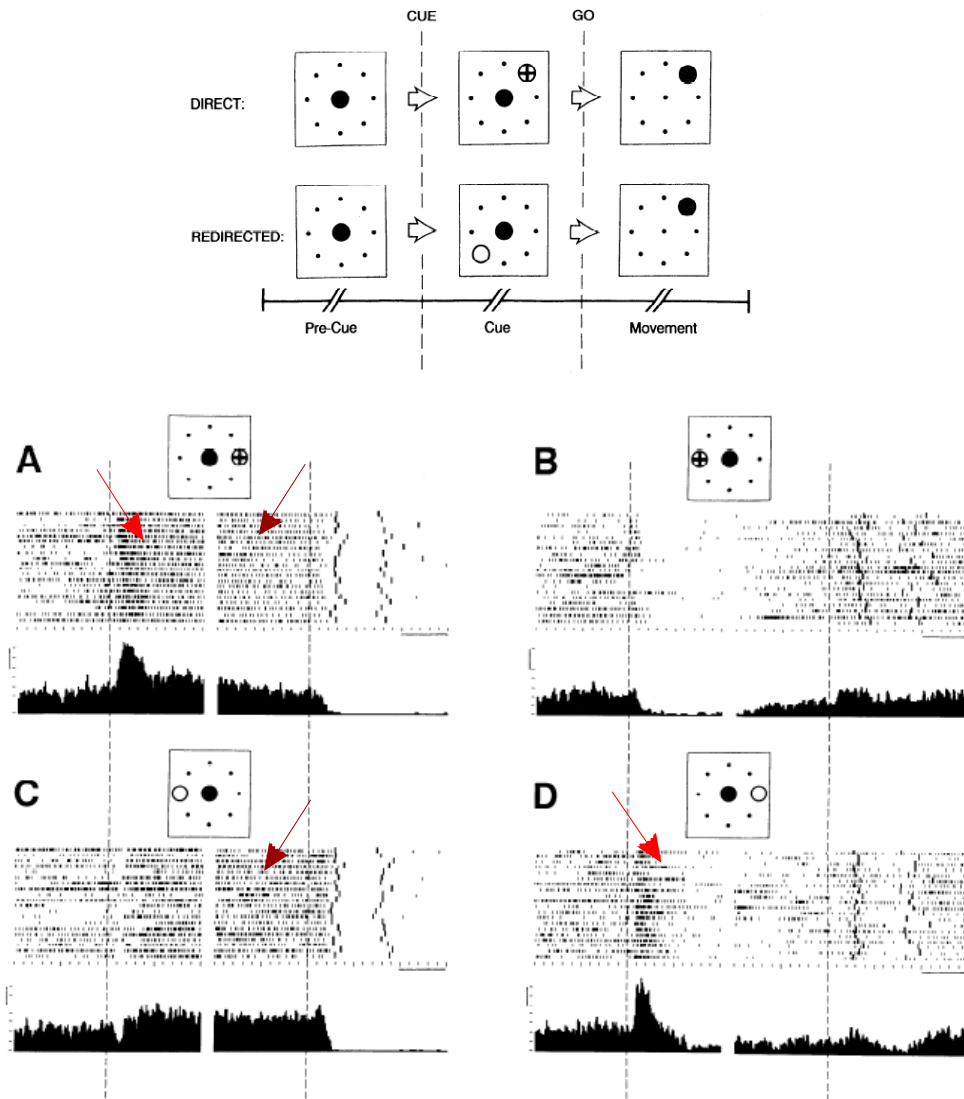 CUE GO
DIRECT:
REDIRECTED:
Pre-Cue Cue Movement
A B
C D